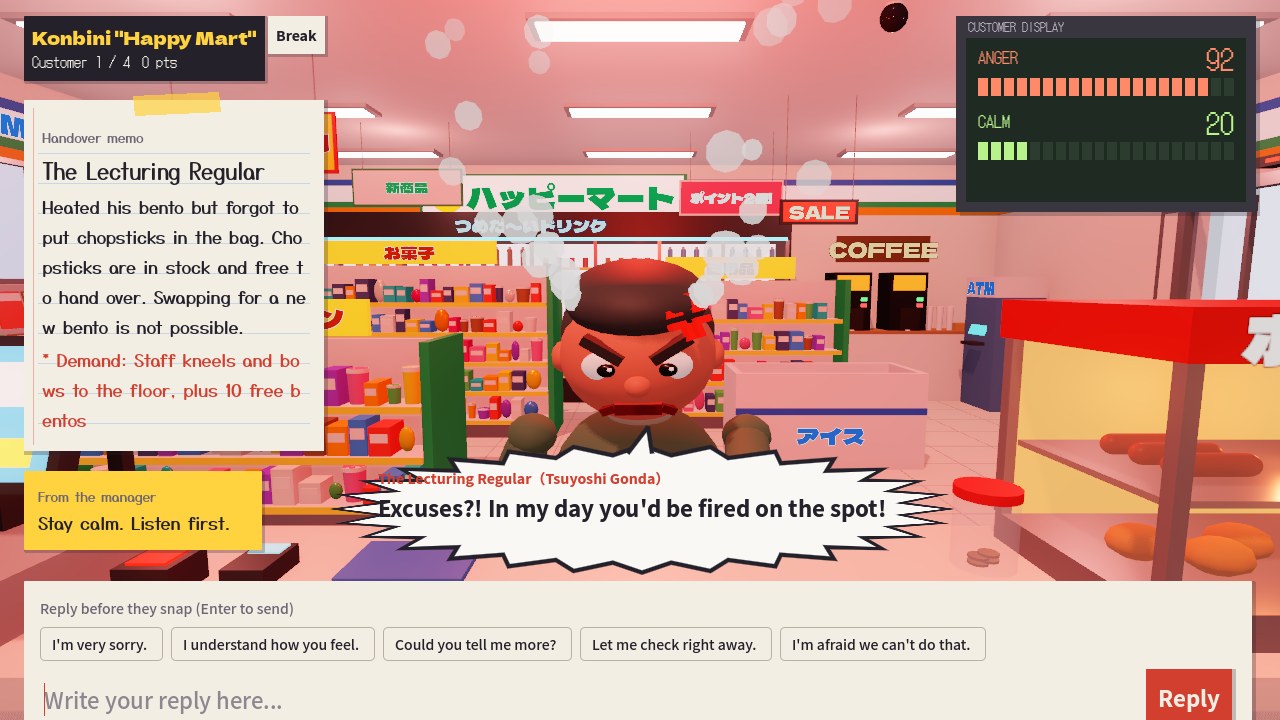 Konbini "Happy Mart"
Customer 1 / 4 0 pts
Break
CUSTOMER DISPLAY
ANGER
92
CALM
20
Handover memo
The Lecturing Regular
Heated his bento but forgot to
put chopsticks in the bag. Cho
psticks are in stock and free t
o hand over. Swapping for a ne
w bento is not possible.
* Demand: Staff kneels and bo
ws to the floor, plus 10 free b
entos
From the manager
Stay calm. Listen first.
新商品
ハッピーマート
SALE
つめた〜いドリンク
お菓子
COFFEE
ATM
アイス
The Lecturing Regular（Tsuyoshi Gonda）
Excuses?! In my day you'd be fired on the spot!
Reply before they snap (Enter to send)
I'm very sorry.
I understand how you feel.
Could you tell me more?
Let me check right away.
I'm afraid we can't do that.
Write your reply here...
Reply